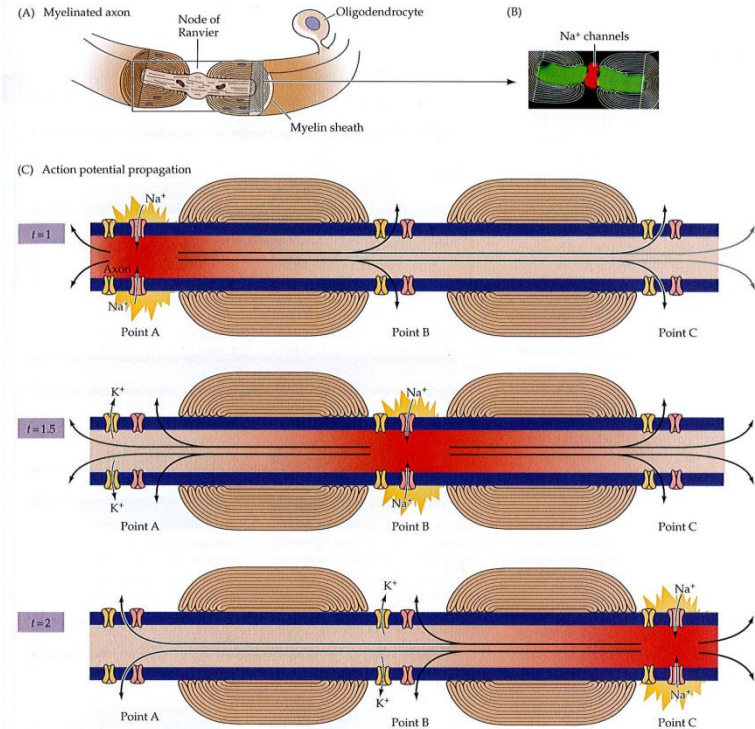 (A) Myelinated axon
Node of
Ranvier
Oligodendrocyte
Myelin sheath
(B)
Na⁺ channels
(C) Action potential propagation
t=1
Na⁺
Axon
Na⁺
Point A
Point B
Point C
t=1.5
K⁺
Na⁺
K⁺
Na⁺
Point A
Point B
Point C
t=2
K⁺
Na⁺
K⁺
Na⁺
Point A
Point B
Point C